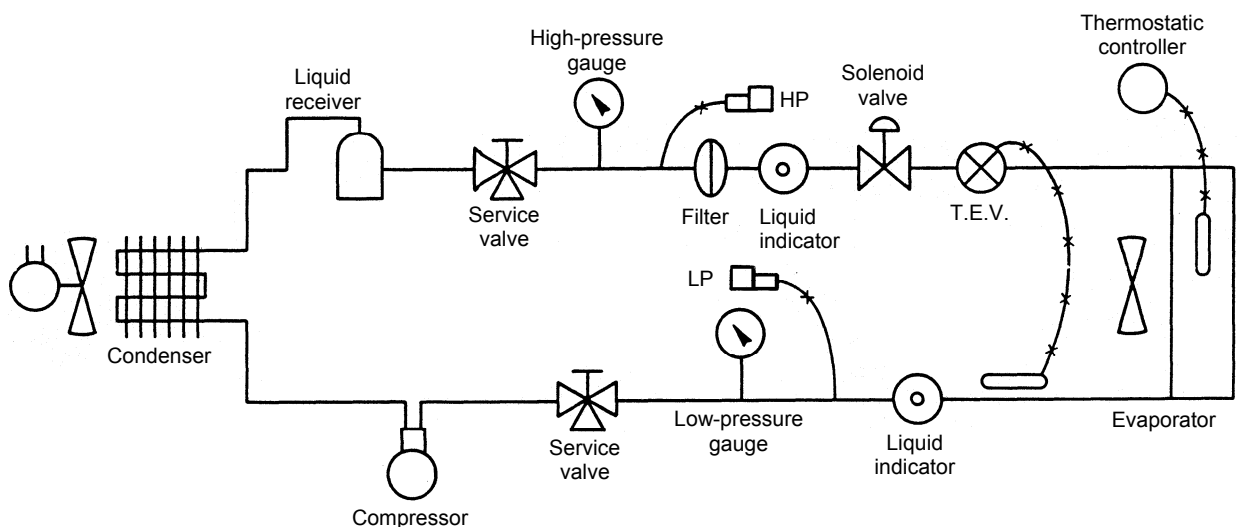 Thermostatic
controller
High-pressure
gauge
Solenoid
valve
Liquid
receiver
HP
Service
valve
Filter
Liquid
indicator
T.E.V.
LP
Condenser
Low-pressure
gauge
Evaporator
Service
valve
Liquid
indicator
Compressor